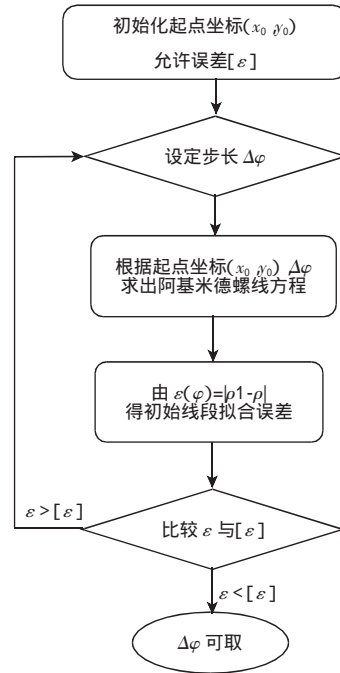 初始化起点坐标(x₀,y₀)
允许误差[ε]
设定步长 Δφ
根据起点坐标(x₀,y₀),Δφ
求出阿基米德螺线方程
由 ε(φ)=|ρ1-ρ|
得初始线段拟合误差
ε>[ε]
比较 ε 与[ε]
ε<[ε]
Δφ 可取